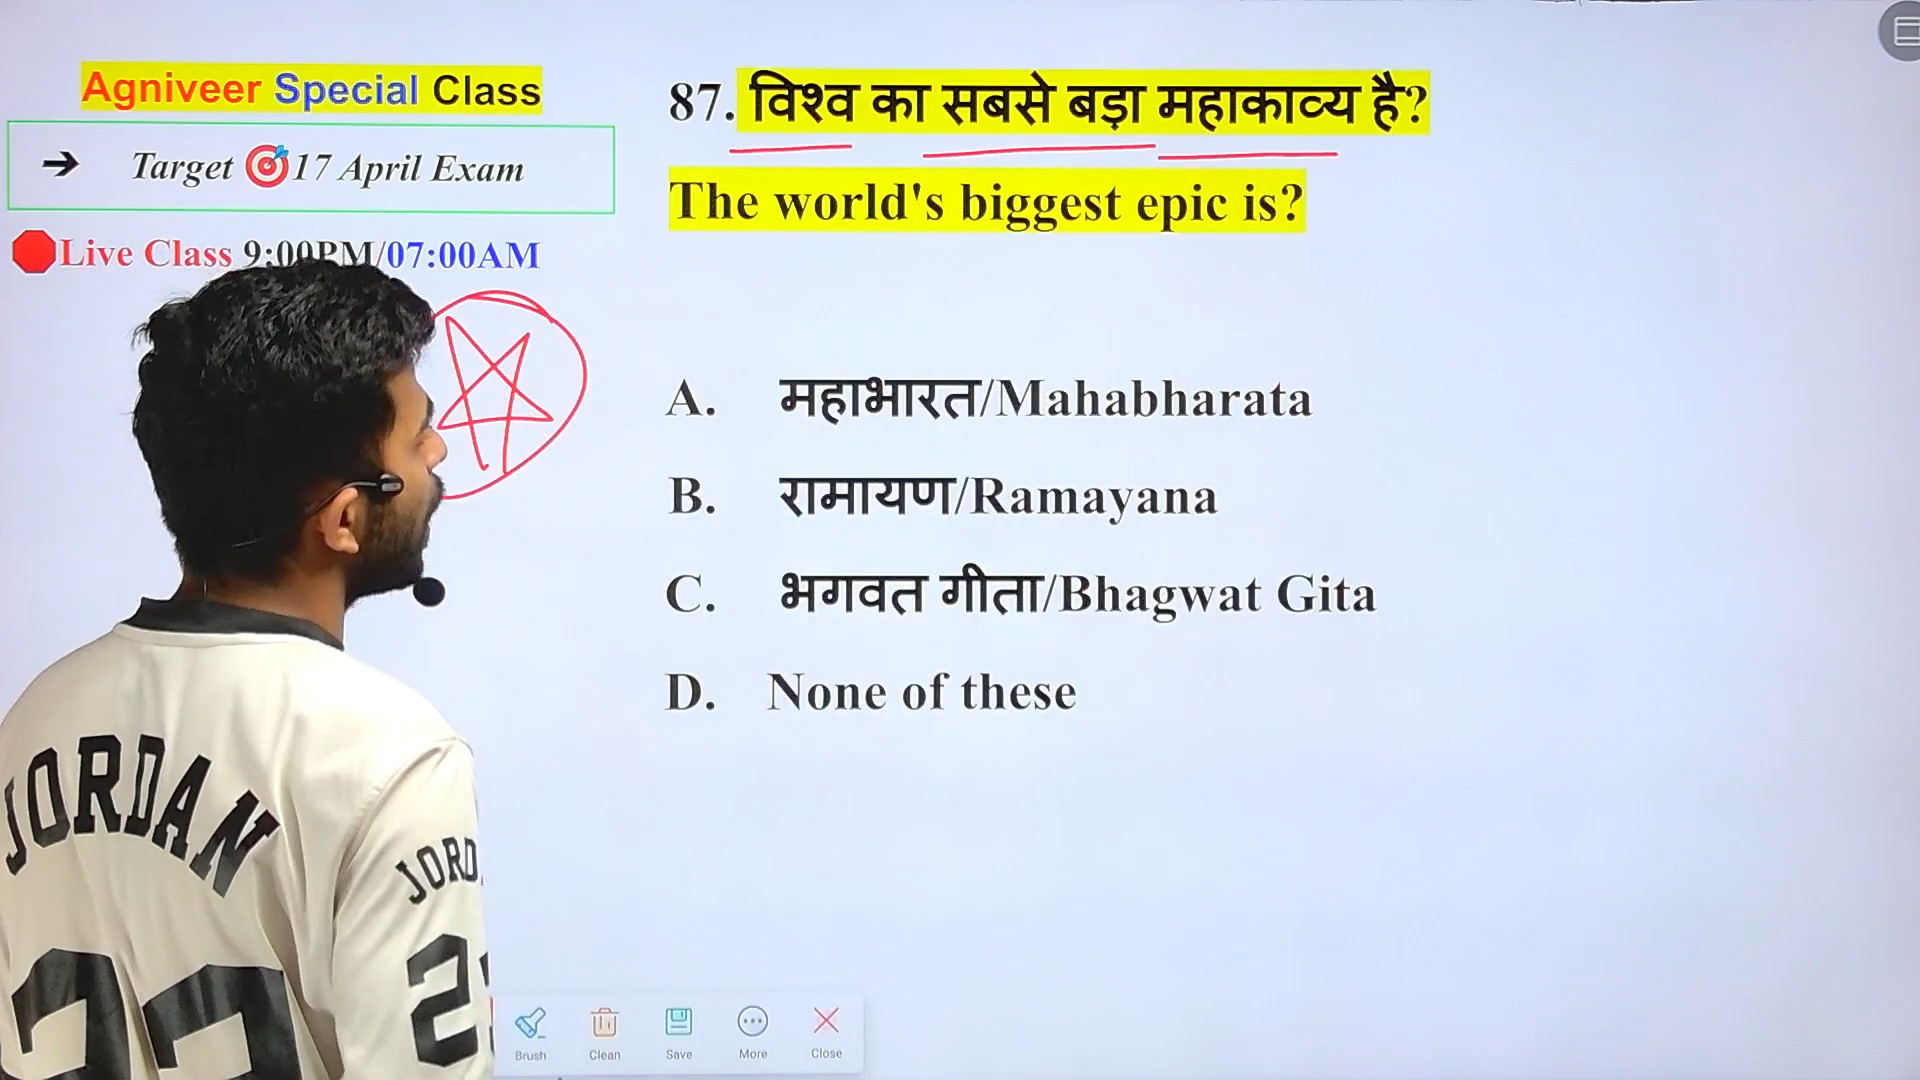 Agniveer Special Class
➔ Target 🎯17 April Exam
Live Class 9:00PM/07:00AM
87. विश्व का सबसे बड़ा महाकाव्य है?
The world's biggest epic is?
A. महाभारत/Mahabharata
B. रामायण/Ramayana
C. भगवत गीता/Bhagwat Gita
D. None of these
JORDAN
JORD
23
2
Brush Clean Save More Close